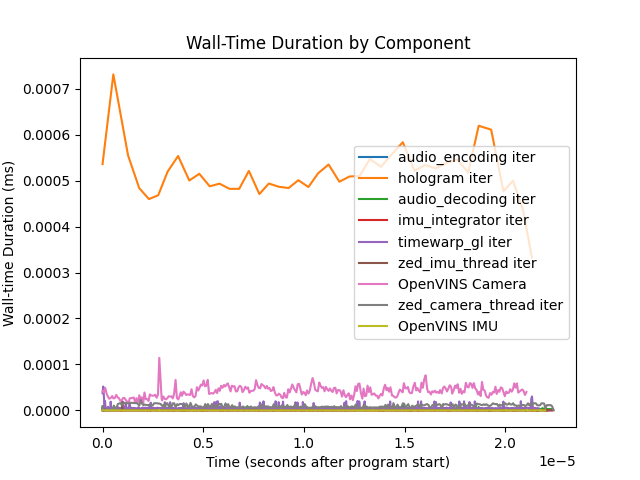 Wall-Time Duration by Component
Wall-time Duration (ms)
0.0007
0.0006
0.0005
0.0004
0.0003
0.0002
0.0001
0.0000
audio_encoding iter
hologram iter
audio_decoding iter
imu_integrator iter
timewarp_gl iter
zed_imu_thread iter
OpenVINS Camera
zed_camera_thread iter
OpenVINS IMU
0.0 0.5 1.0 1.5 2.0
1e−5
Time (seconds after program start)